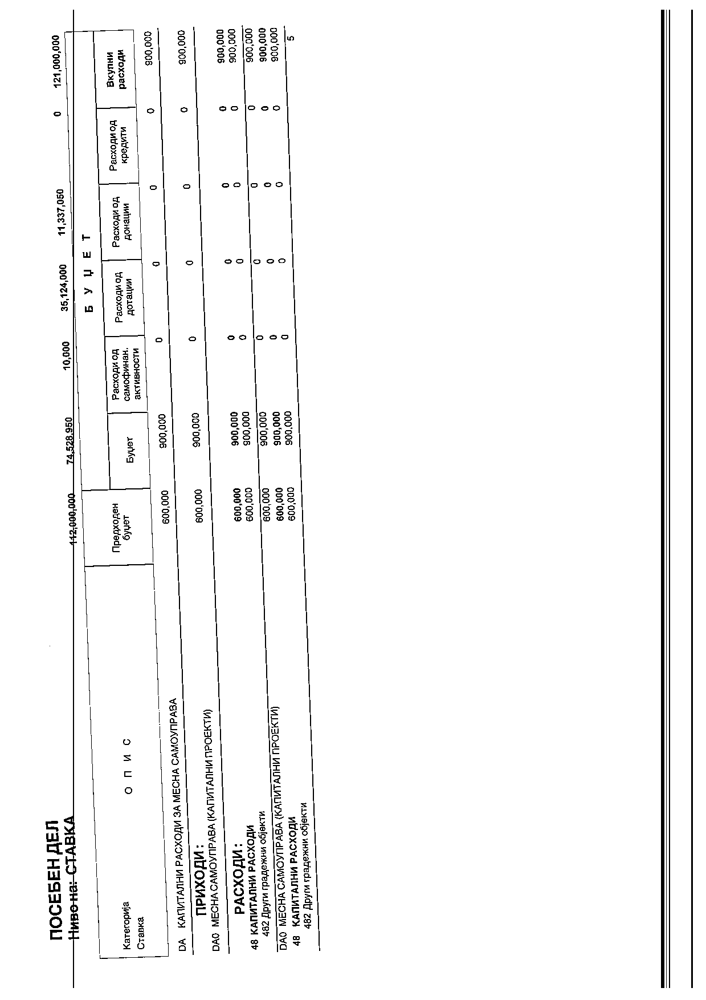 ПОСЕБЕН ДЕЛ
Ниво на: СТАВКА 112,000,000 74,528,950 10,000 35,124,000 11,337,050 0 121,000,000
Б У Џ Е Т
Категорија
Ставка
О П И С
Предходен
буџет
Буџет
Расходи од
самофинан.
активности
Расходи од
дотации
Расходи од
донации
Расходи од
кредити
Вкупни
расходи
DA КАПИТАЛНИ РАСХОДИ ЗА МЕСНА САМОУПРАВА 600,000 900,000 0 0 0 0 900,000
ПРИХОДИ :
DA0 МЕСНА САМОУПРАВА (КАПИТАЛНИ ПРОЕКТИ) 600,000 900,000 0 0 0 0 900,000
РАСХОДИ :
48 КАПИТАЛНИ РАСХОДИ 600,000 900,000 0 0 0 0 900,000
482 Други градежни објекти 600,000 900,000 0 0 0 0 900,000
DA0 МЕСНА САМОУПРАВА (КАПИТАЛНИ ПРОЕКТИ) 600,000 900,000 0 0 0 0 900,000
48 КАПИТАЛНИ РАСХОДИ 600,000 900,000 0 0 0 0 900,000
482 Други градежни објекти 600,000 900,000 0 0 0 0 900,000
5